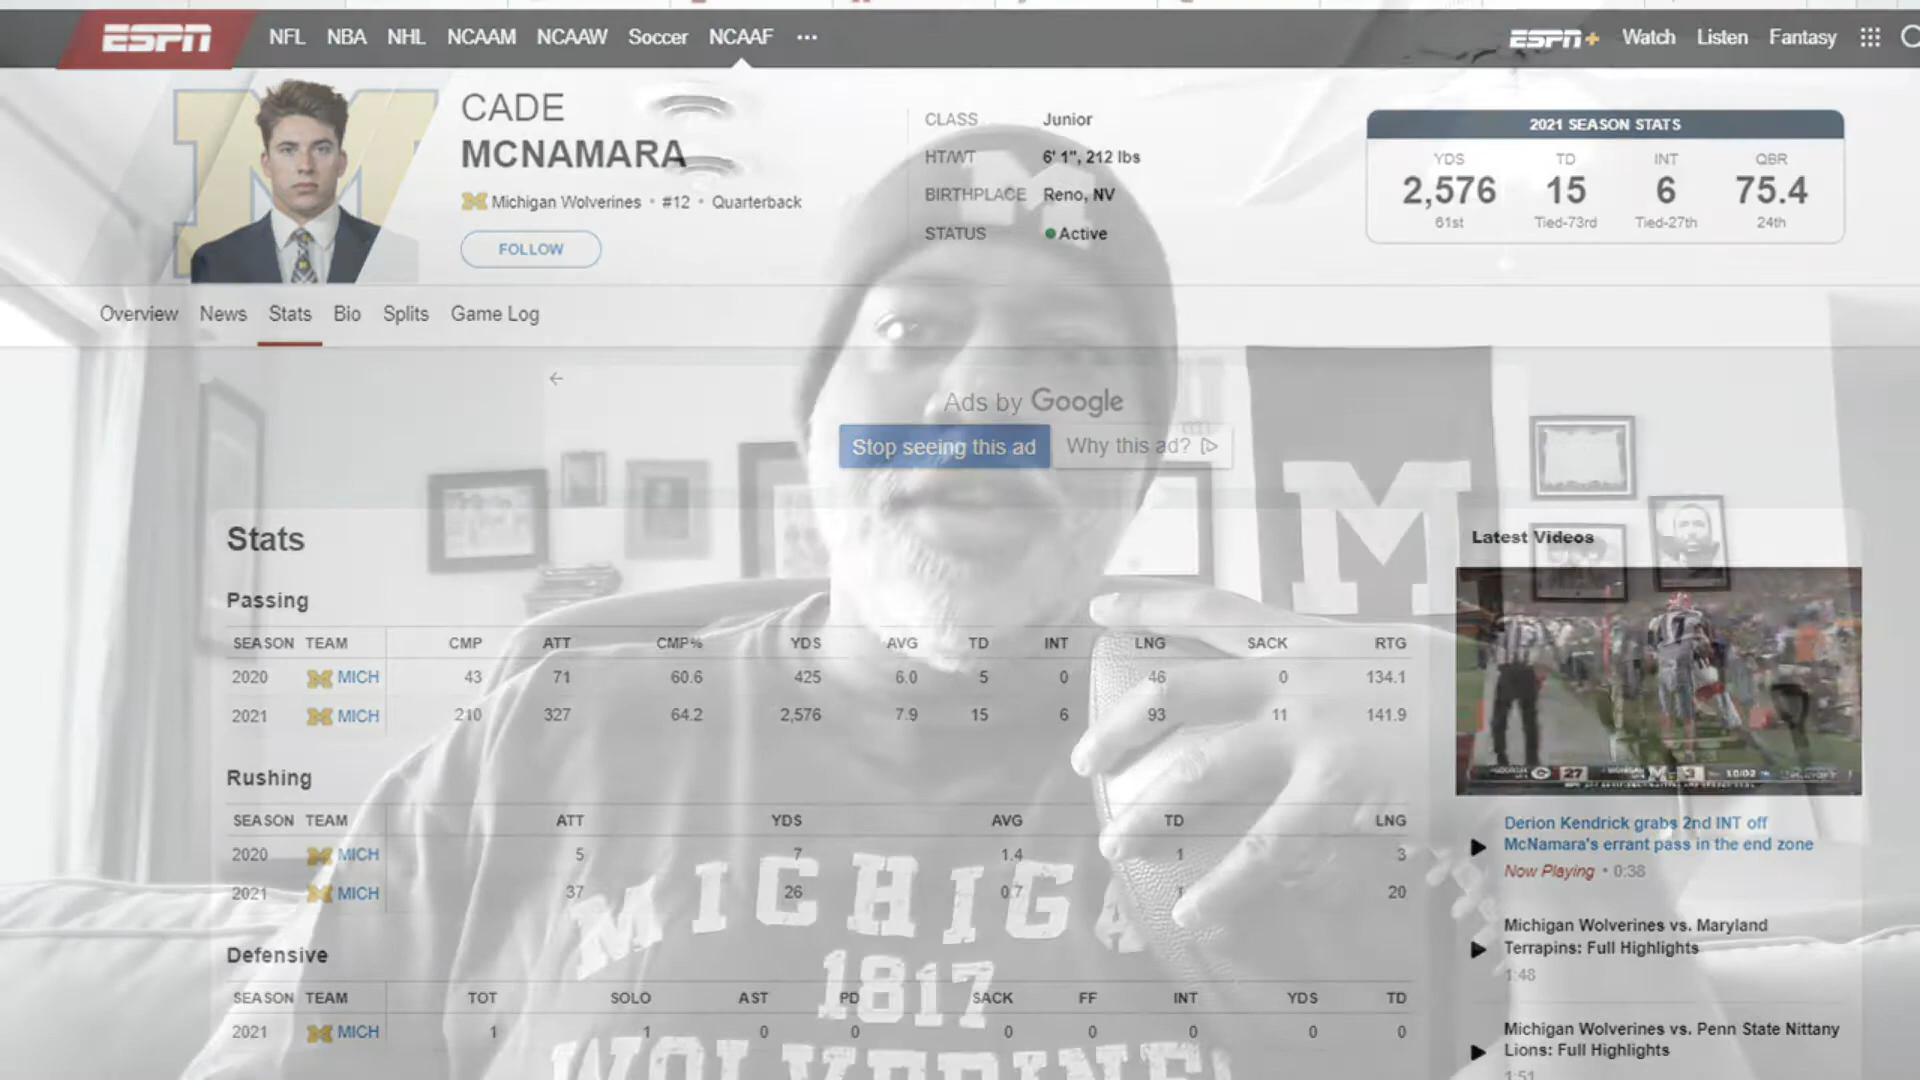 ESPN NFL NBA NHL NCAAM NCAAW Soccer NCAAF ••• ESPN+ Watch Listen Fantasy
CADE
MCNAMARA
Michigan Wolverines • #12 • Quarterback
FOLLOW
CLASS Junior
HT/WT 6' 1", 212 lbs
BIRTHPLACE Reno, NV
STATUS Active
2021 SEASON STATS
YDS TD INT QBR
2,576 15 6 75.4
61st Tied-73rd Tied-27th 24th
Overview News Stats Bio Splits Game Log
Ads by Google
Stop seeing this ad Why this ad?
M
Stats
Passing
SEASON TEAM CMP ATT CMP% YDS AVG TD INT LNG SACK RTG
2020 MICH 43 71 60.6 425 6.0 5 0 46 0 134.1
2021 MICH 210 327 64.2 2,576 7.9 15 6 93 11 141.9
Rushing
SEASON TEAM ATT YDS AVG TD LNG
2020 MICH 5 7 1.4 1 3
2021 MICH 37 26 0.7 1 20
Defensive
SEASON TEAM TOT SOLO AST PD SACK FF INT YDS TD
2021 MICH 1 1 0 0 0 0 0 0 0
MICHIGA
1817
WOLVERINE
Latest Videos
27 3
Derion Kendrick grabs 2nd INT off
McNamara's errant pass in the end zone
Now Playing • 0:38
Michigan Wolverines vs. Maryland
Terrapins: Full Highlights
1:48
Michigan Wolverines vs. Penn State Nittany
Lions: Full Highlights
1:51